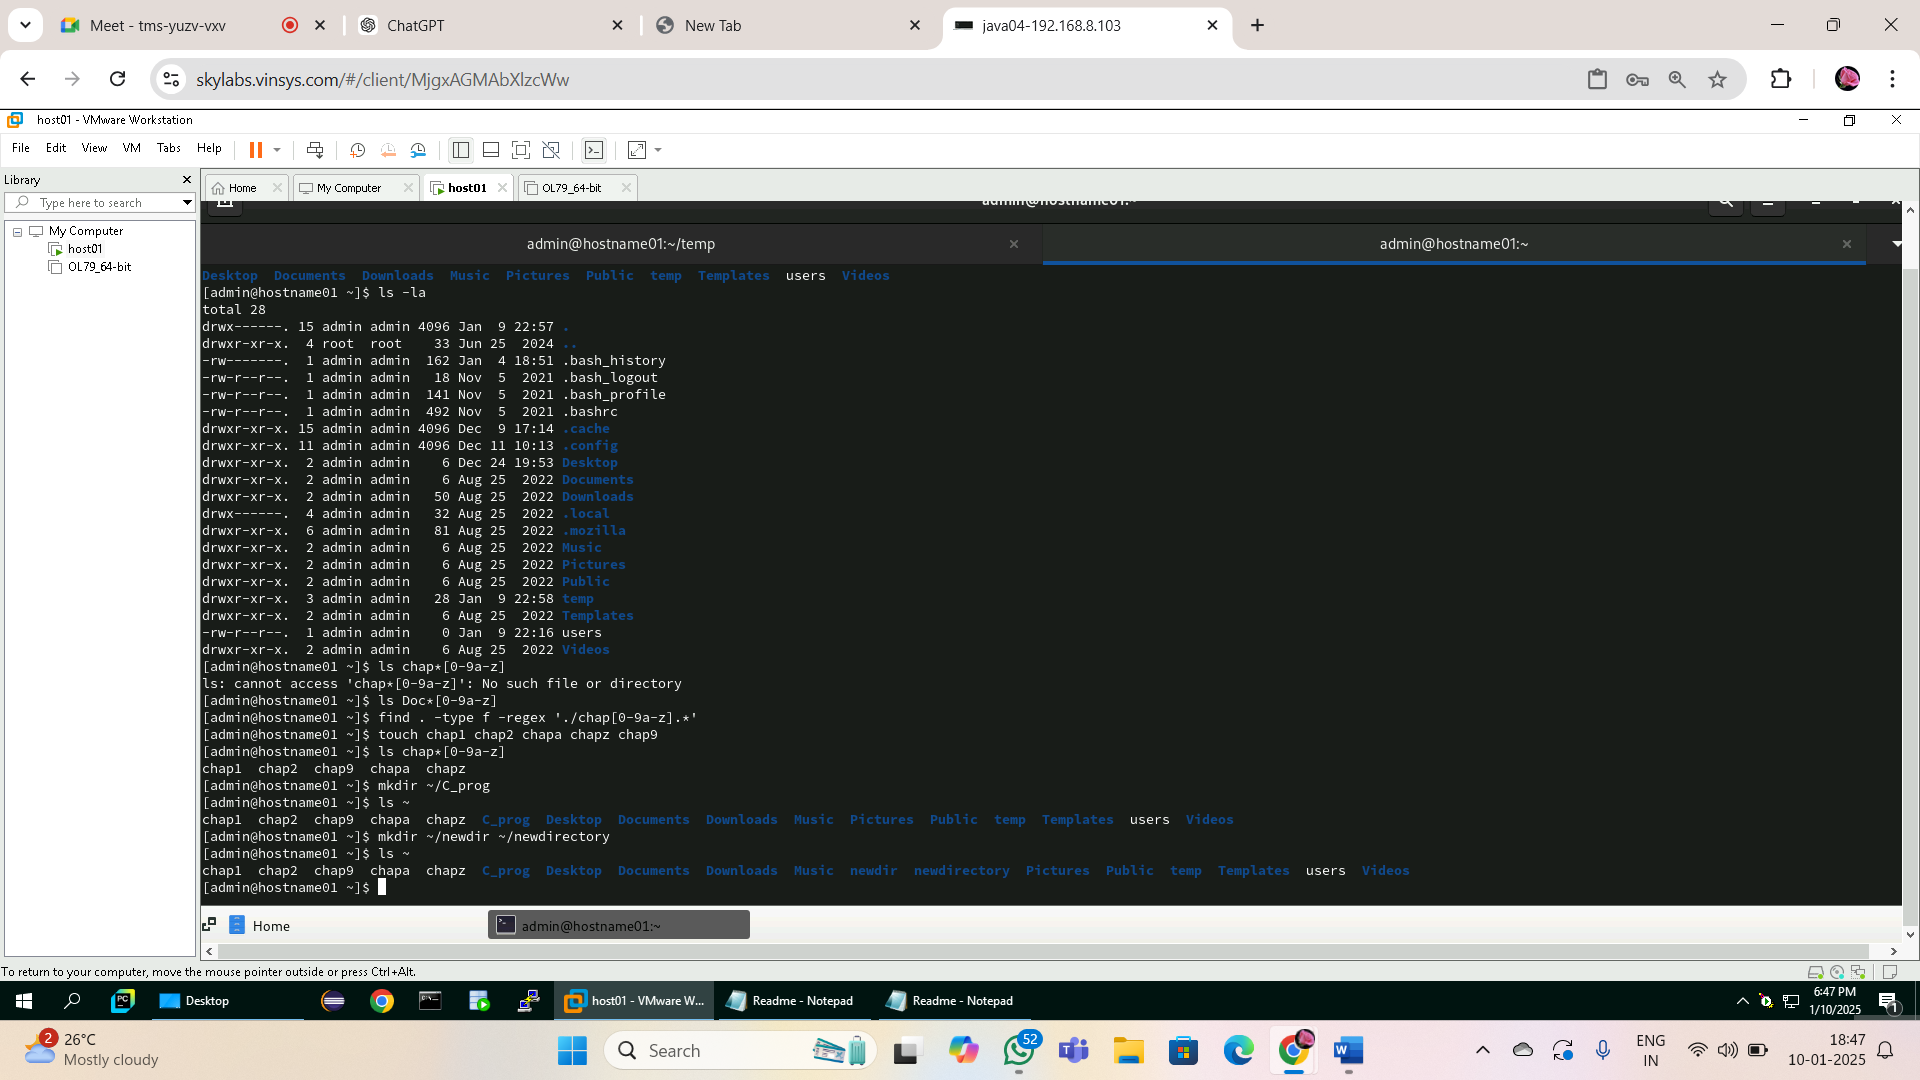 Meet - tms-yuzv-vxv
ChatGPT
New Tab
java04-192.168.8.103
skylabs.vinsys.com/#/client/MjgxAGMAbXlzcWw
host01 - VMware Workstation
File Edit View VM Tabs Help
Library
Type here to search
My Computer
host01
OL79_64-bit
Home
My Computer
host01
OL79_64-bit
admin@hostname01:~
admin@hostname01:~/temp
admin@hostname01:~
Desktop  Documents  Downloads  Music  Pictures  Public  temp  Templates  users  Videos
[admin@hostname01 ~]$ ls -la
total 28
drwx------. 15 admin admin 4096 Jan  9 22:57 .
drwxr-xr-x.  4 root  root    33 Jun 25  2024 ..
-rw-------.  1 admin admin  162 Jan  4 18:51 .bash_history
-rw-r--r--.  1 admin admin   18 Nov  5  2021 .bash_logout
-rw-r--r--.  1 admin admin  141 Nov  5  2021 .bash_profile
-rw-r--r--.  1 admin admin  492 Nov  5  2021 .bashrc
drwxr-xr-x. 15 admin admin 4096 Dec  9 17:14 .cache
drwxr-xr-x. 11 admin admin 4096 Dec 11 10:13 .config
drwxr-xr-x.  2 admin admin    6 Dec 24 19:53 Desktop
drwxr-xr-x.  2 admin admin    6 Aug 25  2022 Documents
drwxr-xr-x.  2 admin admin   50 Aug 25  2022 Downloads
drwx------.  4 admin admin   32 Aug 25  2022 .local
drwxr-xr-x.  6 admin admin   81 Aug 25  2022 .mozilla
drwxr-xr-x.  2 admin admin    6 Aug 25  2022 Music
drwxr-xr-x.  2 admin admin    6 Aug 25  2022 Pictures
drwxr-xr-x.  2 admin admin    6 Aug 25  2022 Public
drwxr-xr-x.  3 admin admin   28 Jan  9 22:58 temp
drwxr-xr-x.  2 admin admin    6 Aug 25  2022 Templates
-rw-r--r--.  1 admin admin    0 Jan  9 22:16 users
drwxr-xr-x.  2 admin admin    6 Aug 25  2022 Videos
[admin@hostname01 ~]$ ls chap*[0-9a-z]
ls: cannot access 'chap*[0-9a-z]': No such file or directory
[admin@hostname01 ~]$ ls Doc*[0-9a-z]
[admin@hostname01 ~]$ find . -type f -regex './chap[0-9a-z].*'
[admin@hostname01 ~]$ touch chap1 chap2 chapa chapz chap9
[admin@hostname01 ~]$ ls chap*[0-9a-z]
chap1  chap2  chap9  chapa  chapz
[admin@hostname01 ~]$ mkdir ~/C_prog
[admin@hostname01 ~]$ ls ~
chap1  chap2  chap9  chapa  chapz  C_prog  Desktop  Documents  Downloads  Music  Pictures  Public  temp  Templates  users  Videos
[admin@hostname01 ~]$ mkdir ~/newdir ~/newdirectory
[admin@hostname01 ~]$ ls ~
chap1  chap2  chap9  chapa  chapz  C_prog  Desktop  Documents  Downloads  Music  newdir  newdirectory  Pictures  Public  temp  Templates  users  Videos
[admin@hostname01 ~]$
Home
admin@hostname01:~
To return to your computer, move the mouse pointer outside or press Ctrl+Alt.
Desktop
host01 - VMware W...
Readme - Notepad
Readme - Notepad
6:47 PM
1/10/2025
1
2
26°C
Mostly cloudy
Search
52
ENG
IN
18:47
10-01-2025